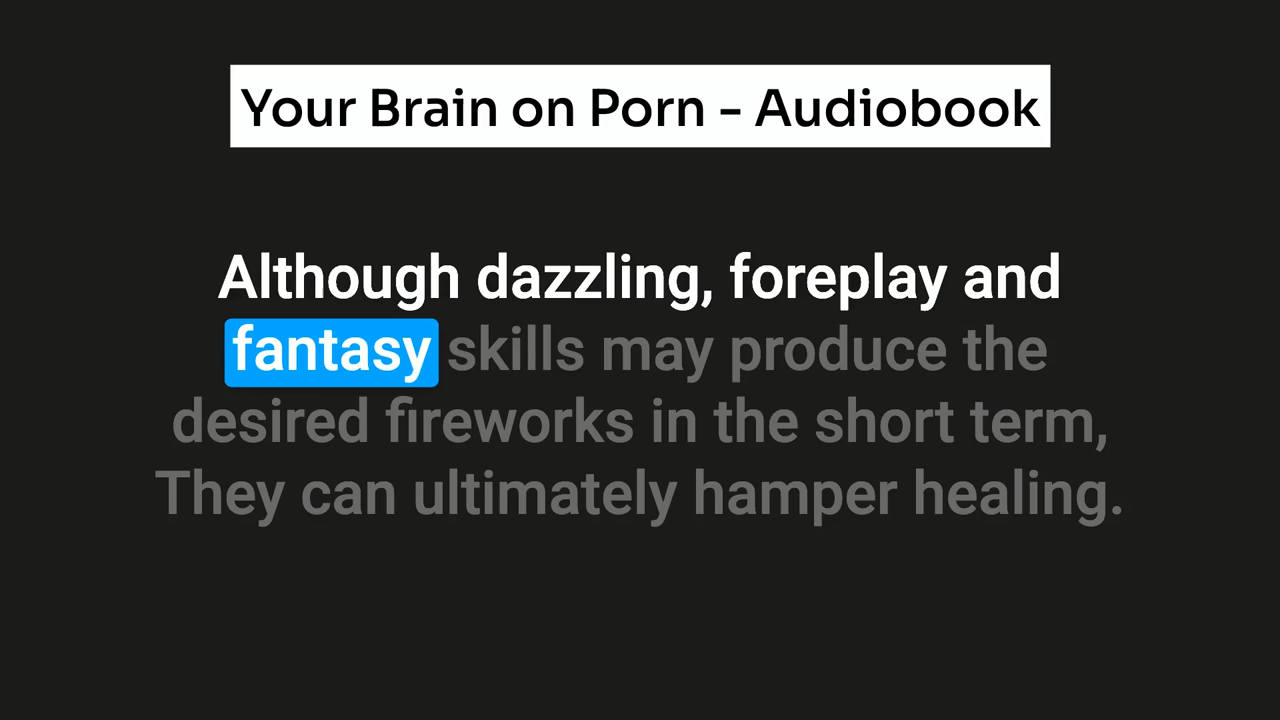 Your Brain on Porn - Audiobook
Although dazzling, foreplay and
fantasy skills may produce the
desired fireworks in the short term,
They can ultimately hamper healing.